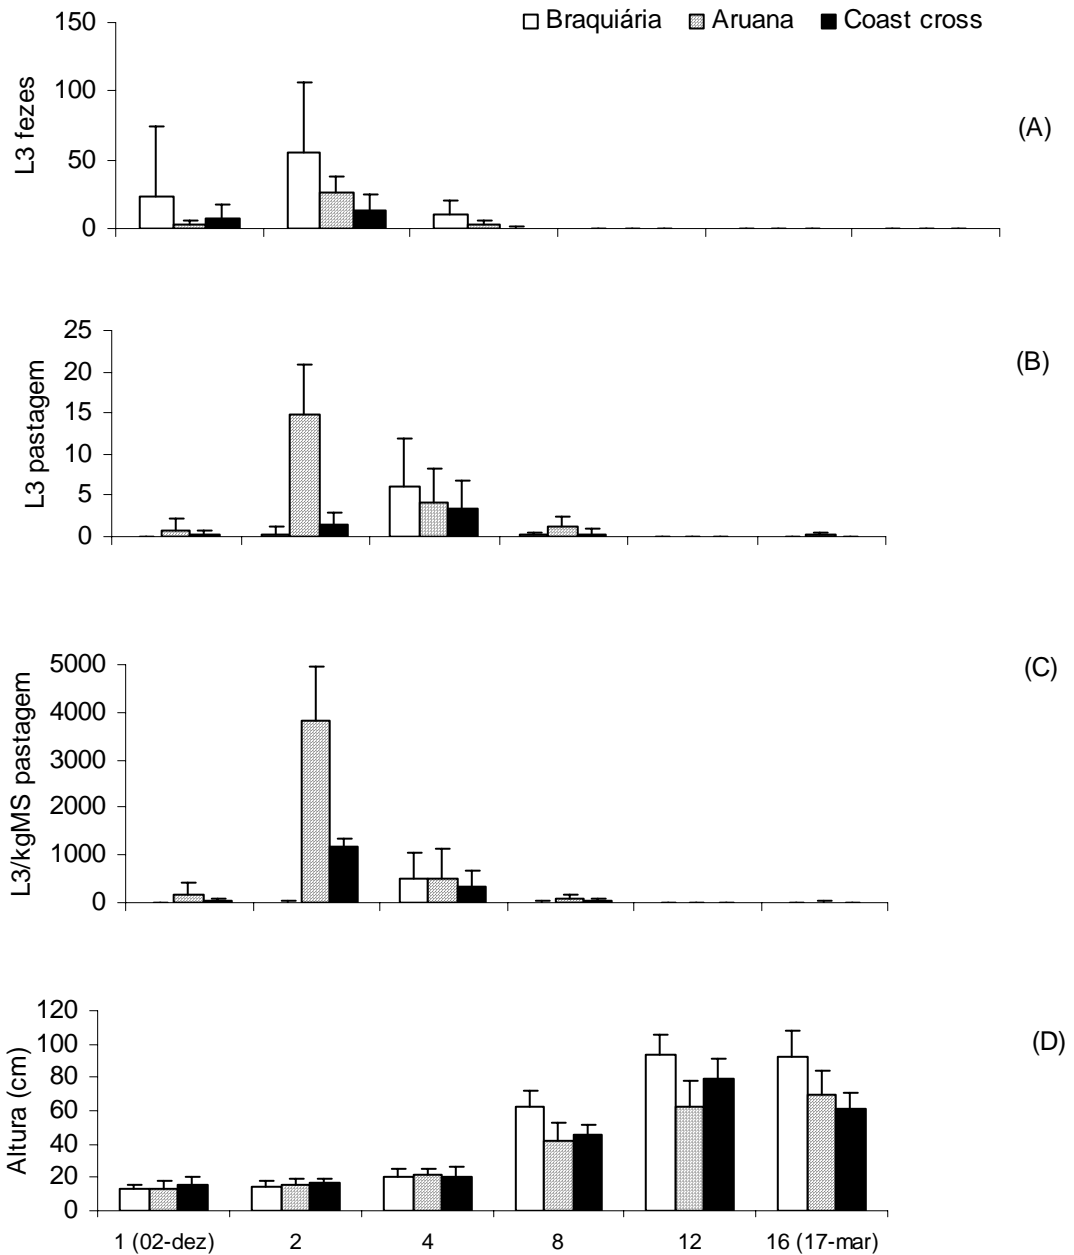 Braquiária Aruana Coast cross
L3 fezes
150
100
50
0
(A)
L3 pastagem
25
20
15
10
5
0
(B)
L3/kgMS pastagem
5000
4000
3000
2000
1000
0
(C)
Altura (cm)
120
100
80
60
40
20
0
(D)
1 (02-dez) 2 4 8 12 16 (17-mar)